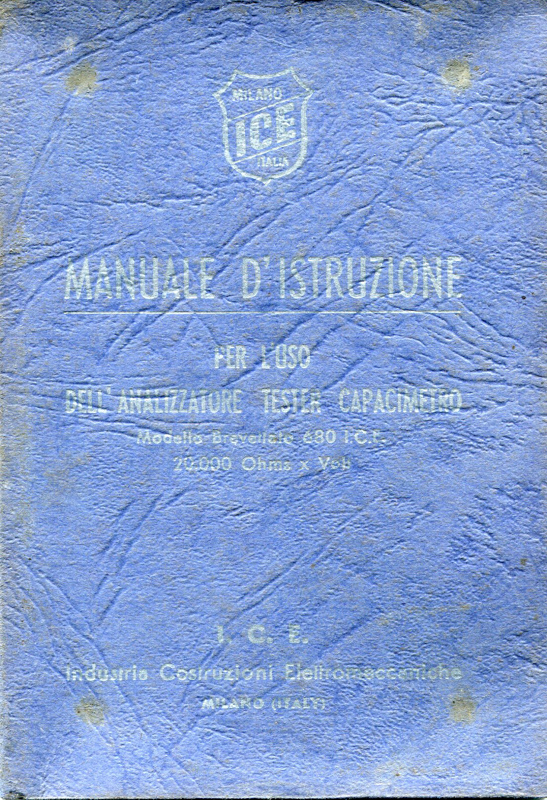 MILANO
ICE
ITALIA
MANUALE D'ISTRUZIONE
PER L'USO
DELL'ANALIZZATORE TESTER CAPACIMETRO
Modello Brevettato 680 I.C.E.
20.000 Ohms x Volt
I. C. E.
Industria Costruzioni Elettromeccaniche
MILANO (ITALY)